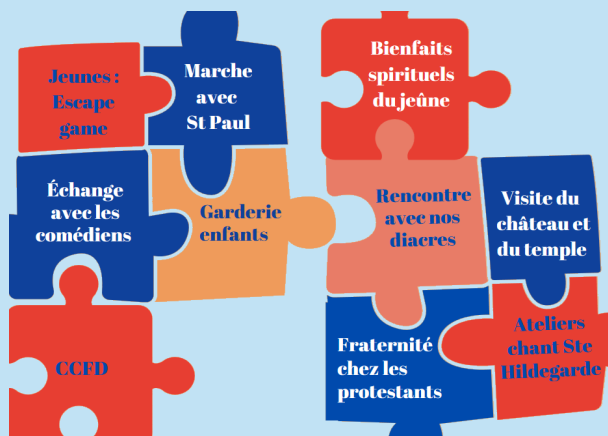 Jeunes :
Escape
game
Marche
avec
St Paul
Bienfaits
spirituels
du jeûne
Échange
avec les
comédiens
Garderie
enfants
Rencontre
avec nos
diacres
Visite du
château et
du temple
CCFD
Fraternité
chez les
protestants
Ateliers
chant Ste
Hildegarde